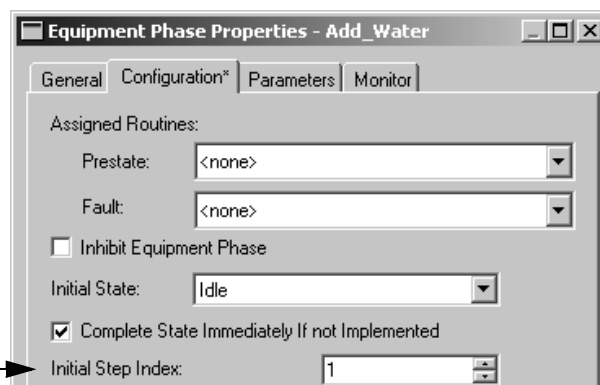 Equipment Phase Properties - Add_Water
General Configuration* Parameters Monitor
Assigned Routines:
Prestate: <none>
Fault: <none>
Inhibit Equipment Phase
Initial State: Idle
Complete State Immediately If not Implemented
Initial Step Index: 1